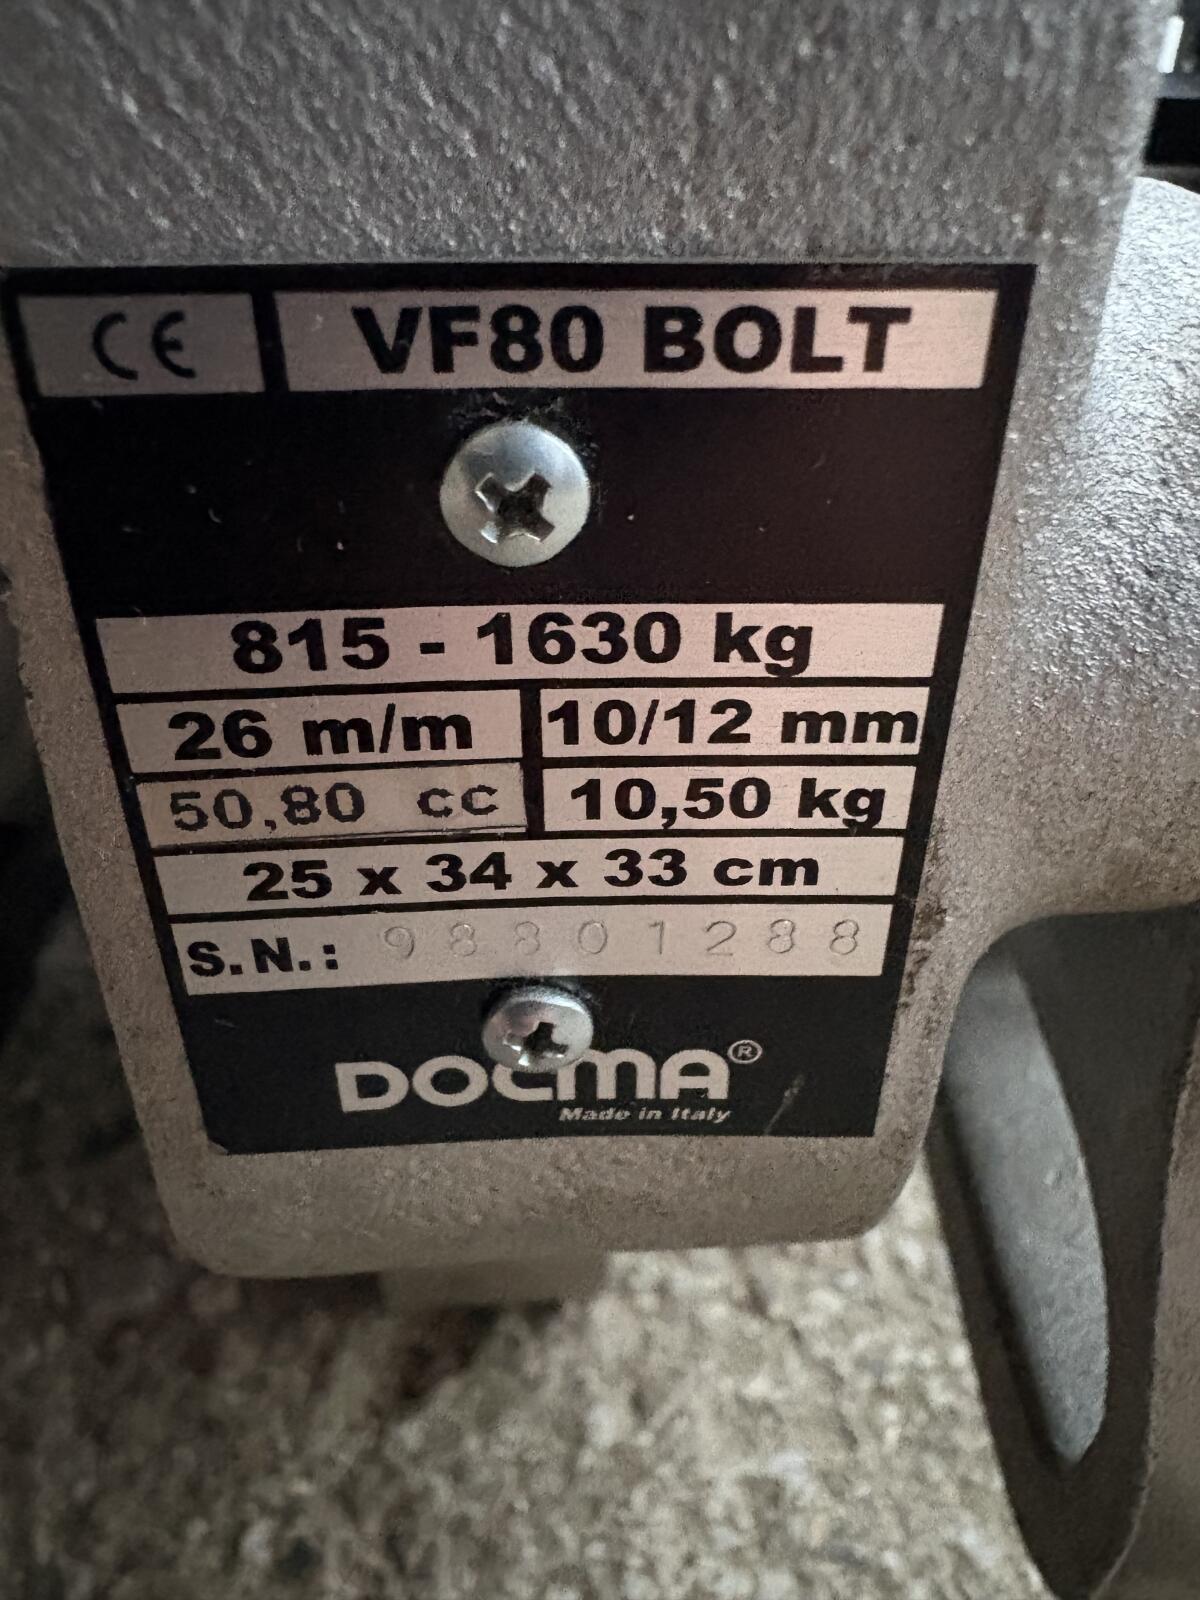 CE VF80 BOLT
815 - 1630 kg
26 m/m 10/12 mm
50,80 cc 10,50 kg
25 x 34 x 33 cm
S.N.: 98801288
DOCMA®
Made in Italy